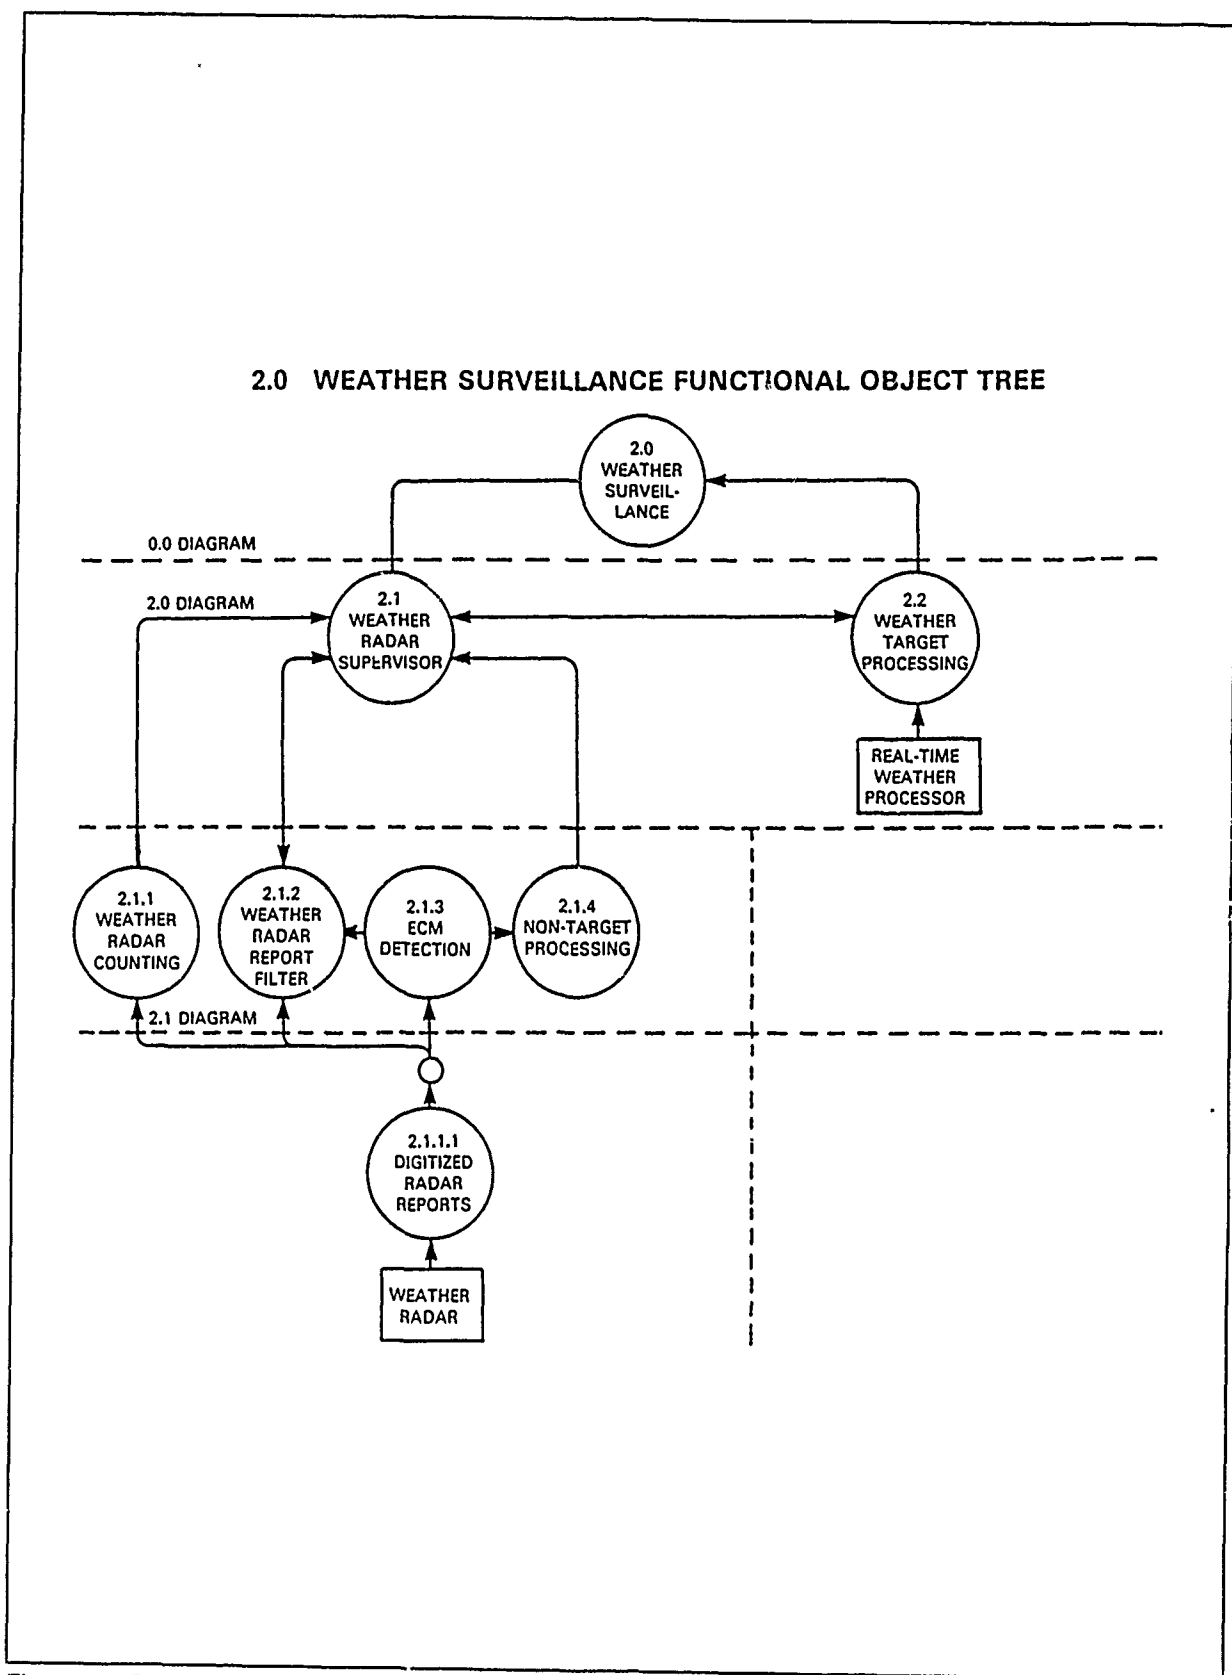 2.0 WEATHER SURVEILLANCE FUNCTIONAL OBJECT TREE
2.0
WEATHER
SURVEIL-
LANCE
0.0 DIAGRAM
2.0 DIAGRAM
2.1
WEATHER
RADAR
SUPERVISOR
2.2
WEATHER
TARGET
PROCESSING
REAL-TIME
WEATHER
PROCESSOR
2.1.1
WEATHER
RADAR
COUNTING
2.1.2
WEATHER
RADAR
REPORT
FILTER
2.1.3
ECM
DETECTION
2.1.4
NON-TARGET
PROCESSING
2.1 DIAGRAM
2.1.1.1
DIGITIZED
RADAR
REPORTS
WEATHER
RADAR